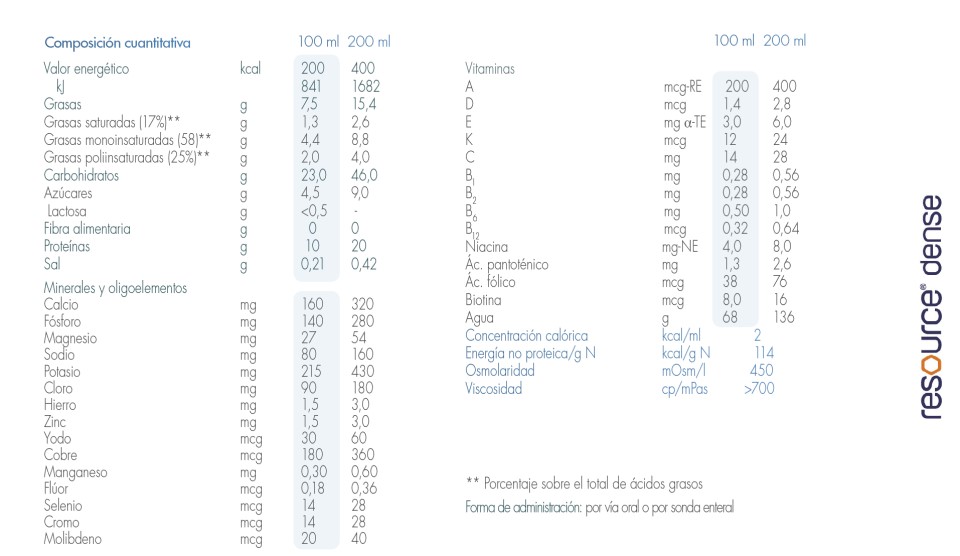 Composición cuantitativa 100 ml 200 ml
Valor energético kcal 200 400
kJ 841 1682
Grasas g 7,5 15,4
Grasas saturadas (17%)** g 1,3 2,6
Grasas monoinsaturadas (58)** g 4,4 8,8
Grasas poliinsaturadas (25%)** g 2,0 4,0
Carbohidratos g 23,0 46,0
Azúcares g 4,5 9,0
Lactosa g <0,5 -
Fibra alimentaria g 0 0
Proteínas g 10 20
Sal g 0,21 0,42
Minerales y oligoelementos
Calcio mg 160 320
Fósforo mg 140 280
Magnesio mg 27 54
Sodio mg 80 160
Potasio mg 215 430
Cloro mg 90 180
Hierro mg 1,5 3,0
Zinc mg 1,5 3,0
Yodo mcg 30 60
Cobre mcg 180 360
Manganeso mg 0,30 0,60
Flúor mcg 0,18 0,36
Selenio mcg 14 28
Cromo mcg 14 28
Molibdeno mcg 20 40
100 ml 200 ml
Vitaminas
A mcg-RE 200 400
D mcg 1,4 2,8
E mg α-TE 3,0 6,0
K mcg 12 24
C mg 14 28
B1 mg 0,28 0,56
B2 mg 0,28 0,56
B6 mg 0,50 1,0
B12 mcg 0,32 0,64
Niacina mg-NE 4,0 8,0
Ác. pantoténico mg 1,3 2,6
Ác. fólico mcg 38 76
Biotina mcg 8,0 16
Agua g 68 136
Concentración calórica kcal/ml 2
Energía no proteica/g N kcal/g N 114
Osmolaridad mOsm/l 450
Viscosidad cp/mPas >700
** Porcentaje sobre el total de ácidos grasos
Forma de administración: por vía oral o por sonda enteral
resource® dense